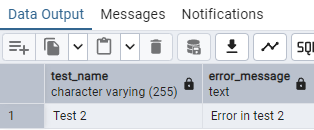 Data Output Messages Notifications
SQL
test_name error_message
character varying (255) text
1 Test 2 Error in test 2